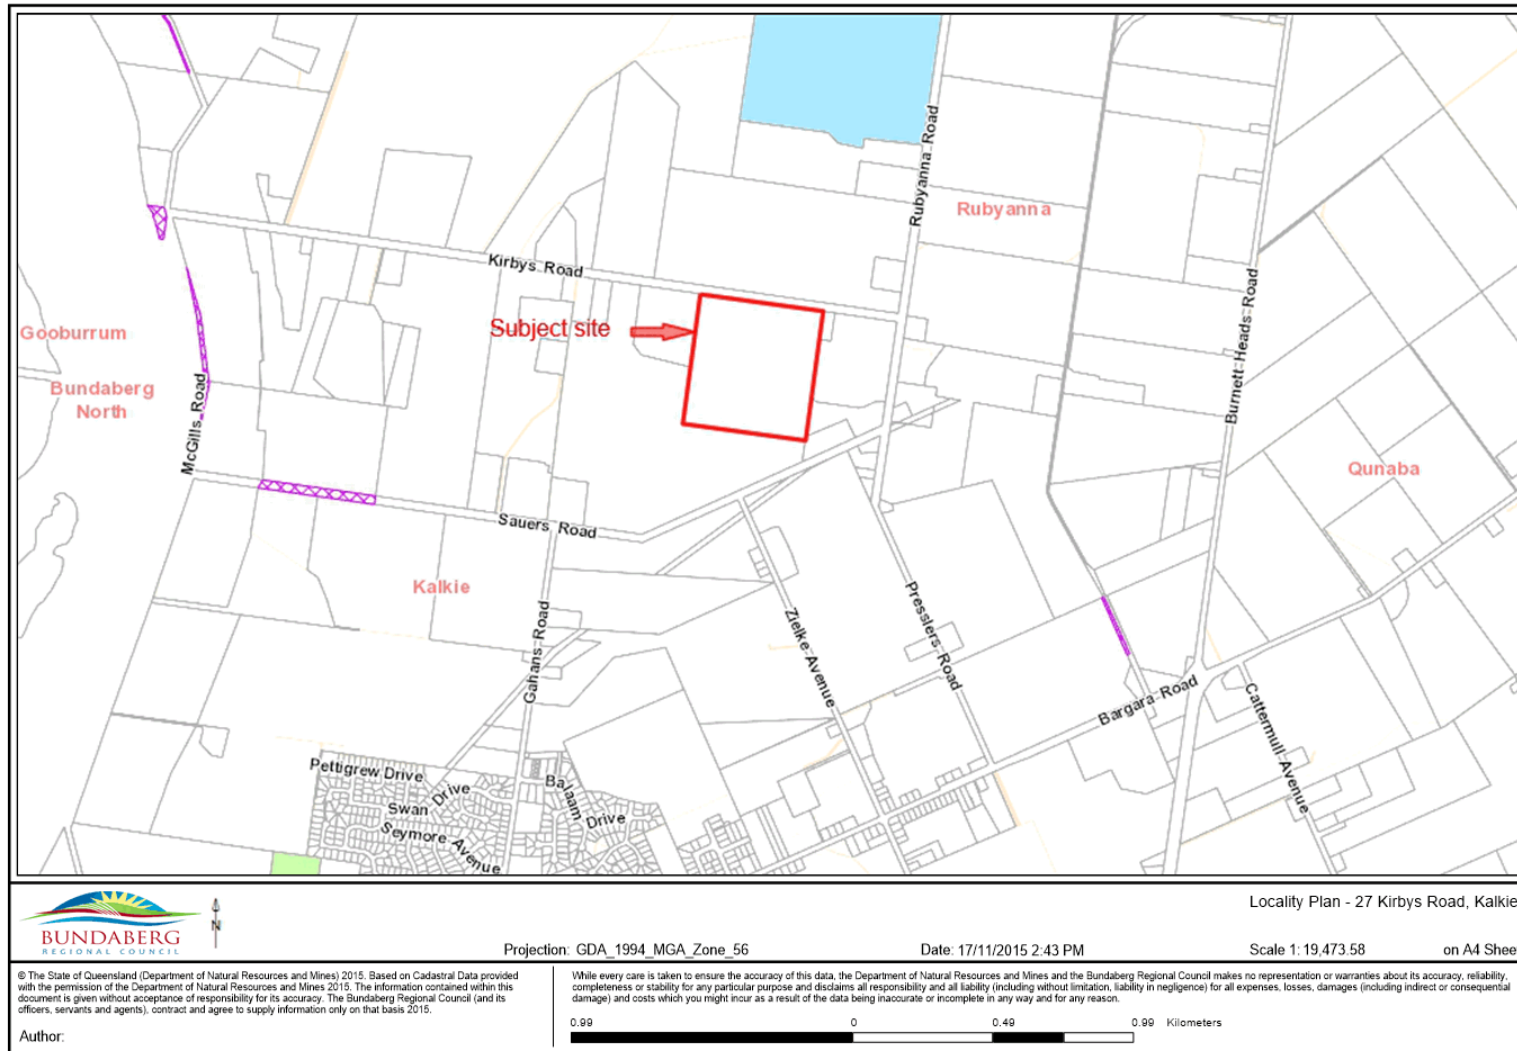 Rubyanna Road
Rubyanna
Kirbys Road
Burnett Heads Road
Subject site
Gooburrum
Bundaberg
North
McGills Road
Qunaba
Sauers Road
Kalkie
Gahans Road
Zielke Avenue
Presslers Road
Bargara Road
Cattermull Avenue
Pettigrew Drive
Swan Drive
Balaam Drive
Seymore Avenue
Locality Plan - 27 Kirbys Road, Kalkie
BUNDABERG
REGIONAL COUNCIL
N
Projection: GDA_1994_MGA_Zone_56
Date: 17/11/2015 2:43 PM
Scale 1: 19,473.58
on A4 Sheet
© The State of Queensland (Department of Natural Resources and Mines) 2015. Based on Cadastral Data provided
with the permission of the Department of Natural Resources and Mines 2015. The information contained within this
document is given without acceptance of responsibility for its accuracy. The Bundaberg Regional Council (and its
officers, servants and agents), contract and agree to supply information only on that basis 2015.
Author:
While every care is taken to ensure the accuracy of this data, the Department of Natural Resources and Mines and the Bundaberg Regional Council makes no representation or warranties about its accuracy, reliability,
completeness or stability for any particular purpose and disclaims all responsibility and all liability (including without limitation, liability in negligence) for all expenses, losses, damages (including indirect or consequential
damage) and costs which you might incur as a result of the data being inaccurate or incomplete in any way and for any reason.
0.99 0 0.49 0.99 Kilometers